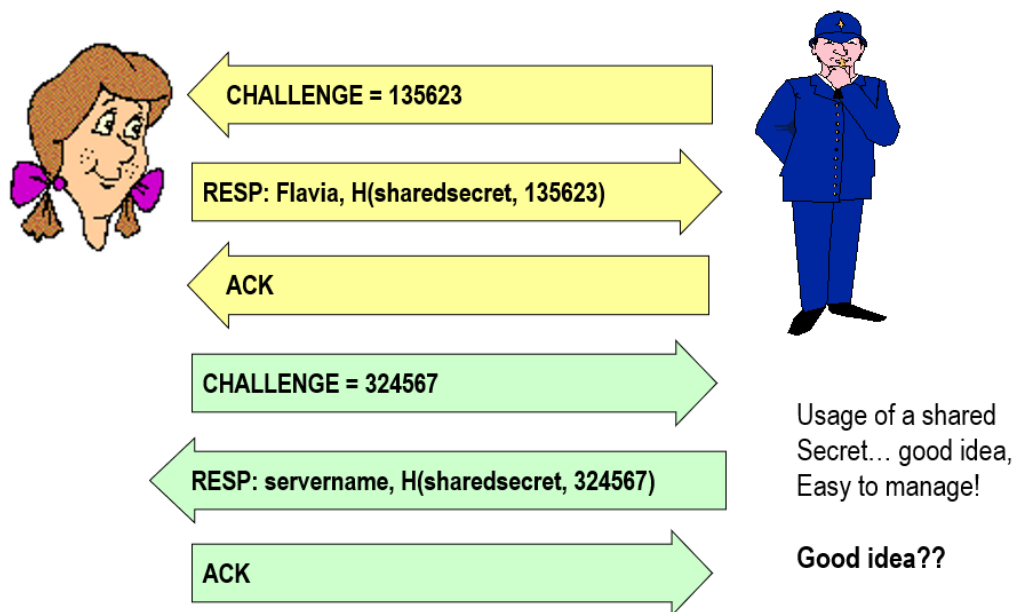 CHALLENGE = 135623
RESP: Flavia, H(sharedsecret, 135623)
ACK
CHALLENGE = 324567
RESP: servername, H(sharedsecret, 324567)
ACK
Usage of a shared
Secret… good idea,
Easy to manage!
Good idea??